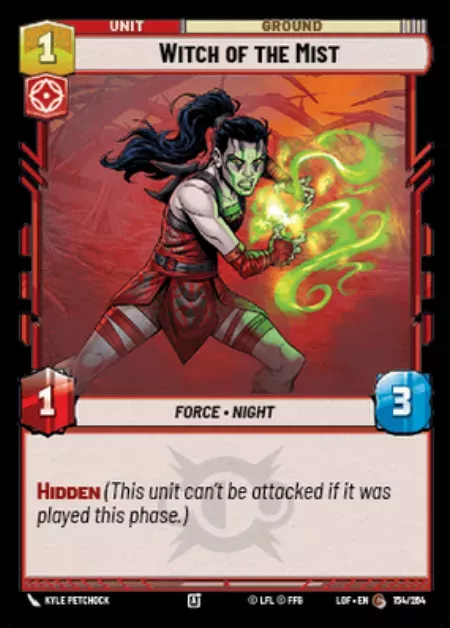 UNIT
GROUND
1
WITCH OF THE MIST
1
FORCE • NIGHT
3
HIDDEN (This unit can't be attacked if it was
played this phase.)
KYLE PETCHOCK
© LFL © FFG
LOF • EN
C
154/264